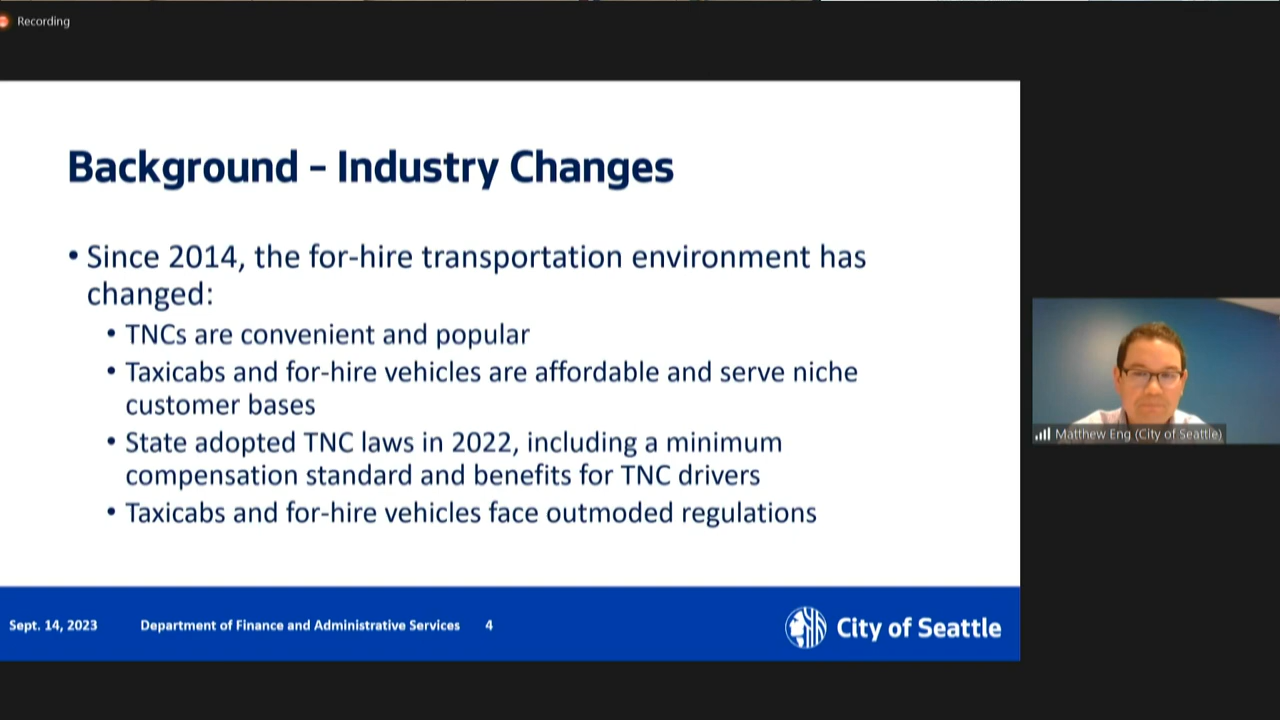 Recording
Background – Industry Changes
• Since 2014, the for-hire transportation environment has
changed:
• TNCs are convenient and popular
• Taxicabs and for-hire vehicles are affordable and serve niche
customer bases
• State adopted TNC laws in 2022, including a minimum
compensation standard and benefits for TNC drivers
• Taxicabs and for-hire vehicles face outmoded regulations
Matthew Eng (City of Seattle)
Sept. 14, 2023 Department of Finance and Administrative Services 4
City of Seattle